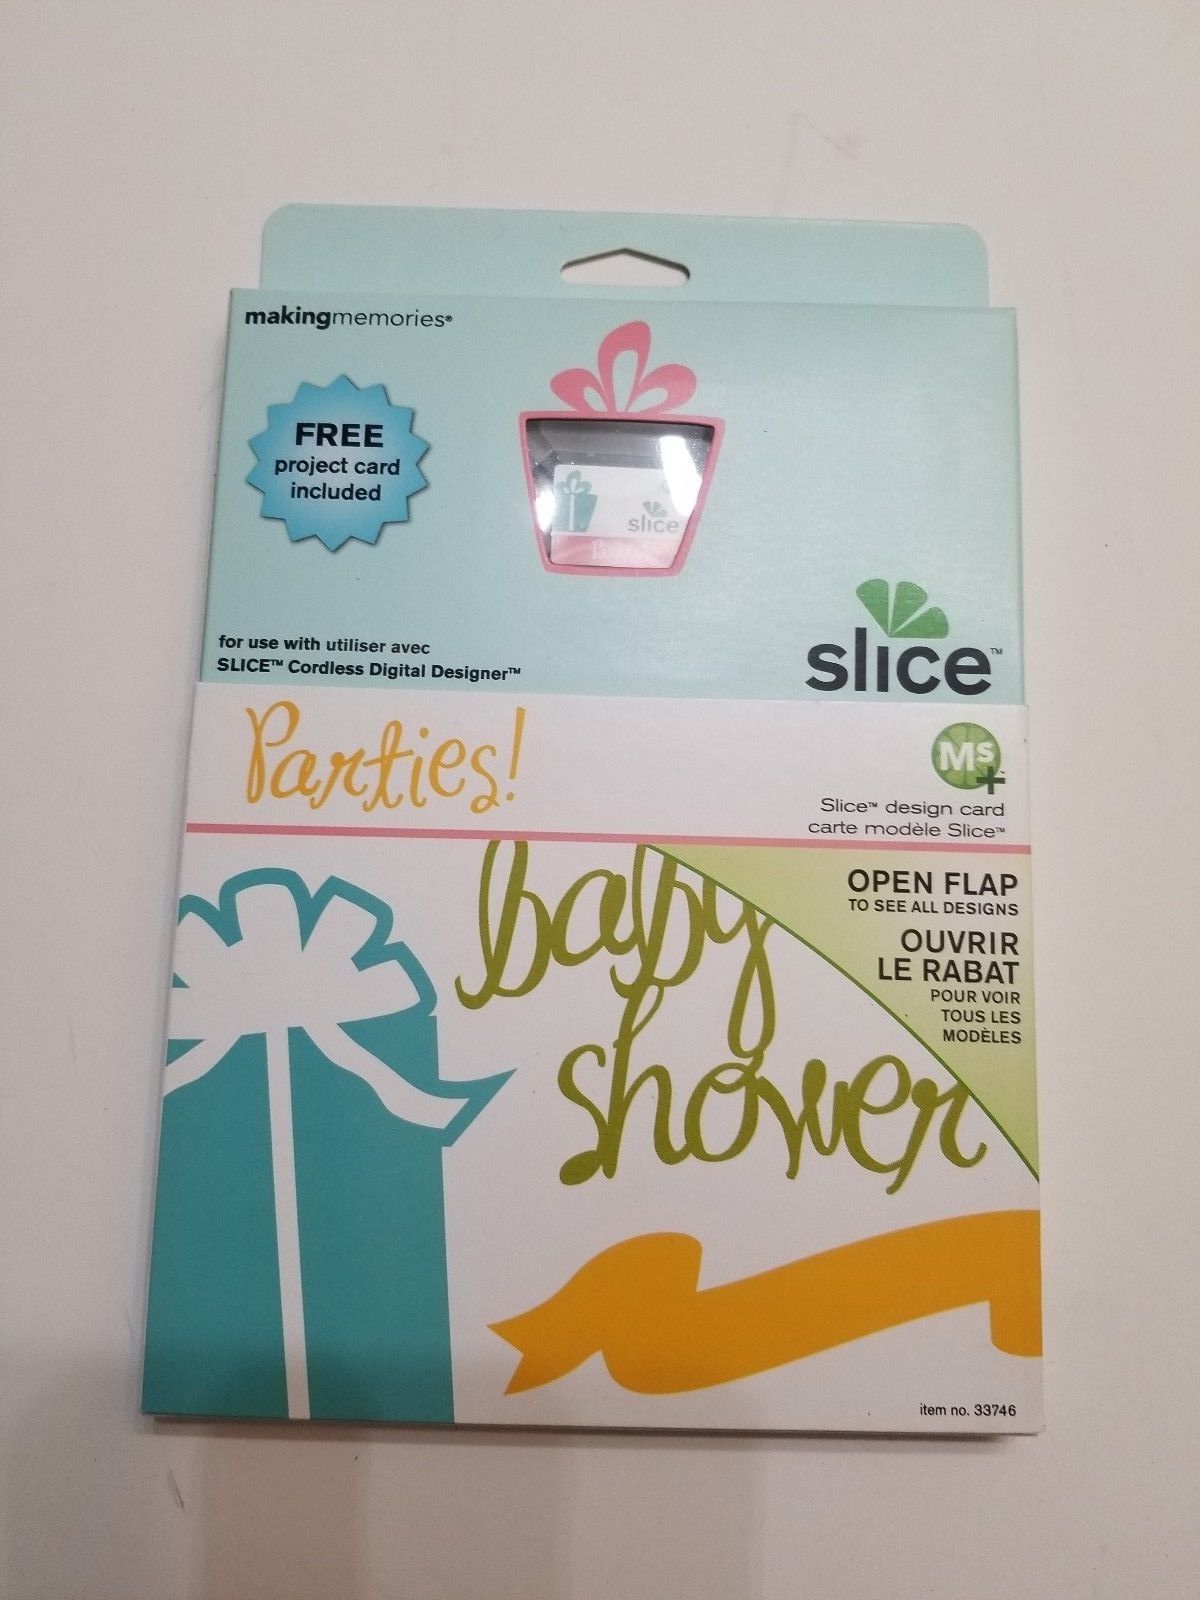 makingmemories®
FREE
project card
included
slice
for use with utiliser avec
SLICE™ Cordless Digital Designer™
slice™
Parties!
Ms
+
Slice™ design card
carte modèle Slice™
OPEN FLAP
TO SEE ALL DESIGNS
OUVRIR
LE RABAT
POUR VOIR
TOUS LES
MODÈLES
baby
shower
item no. 33746